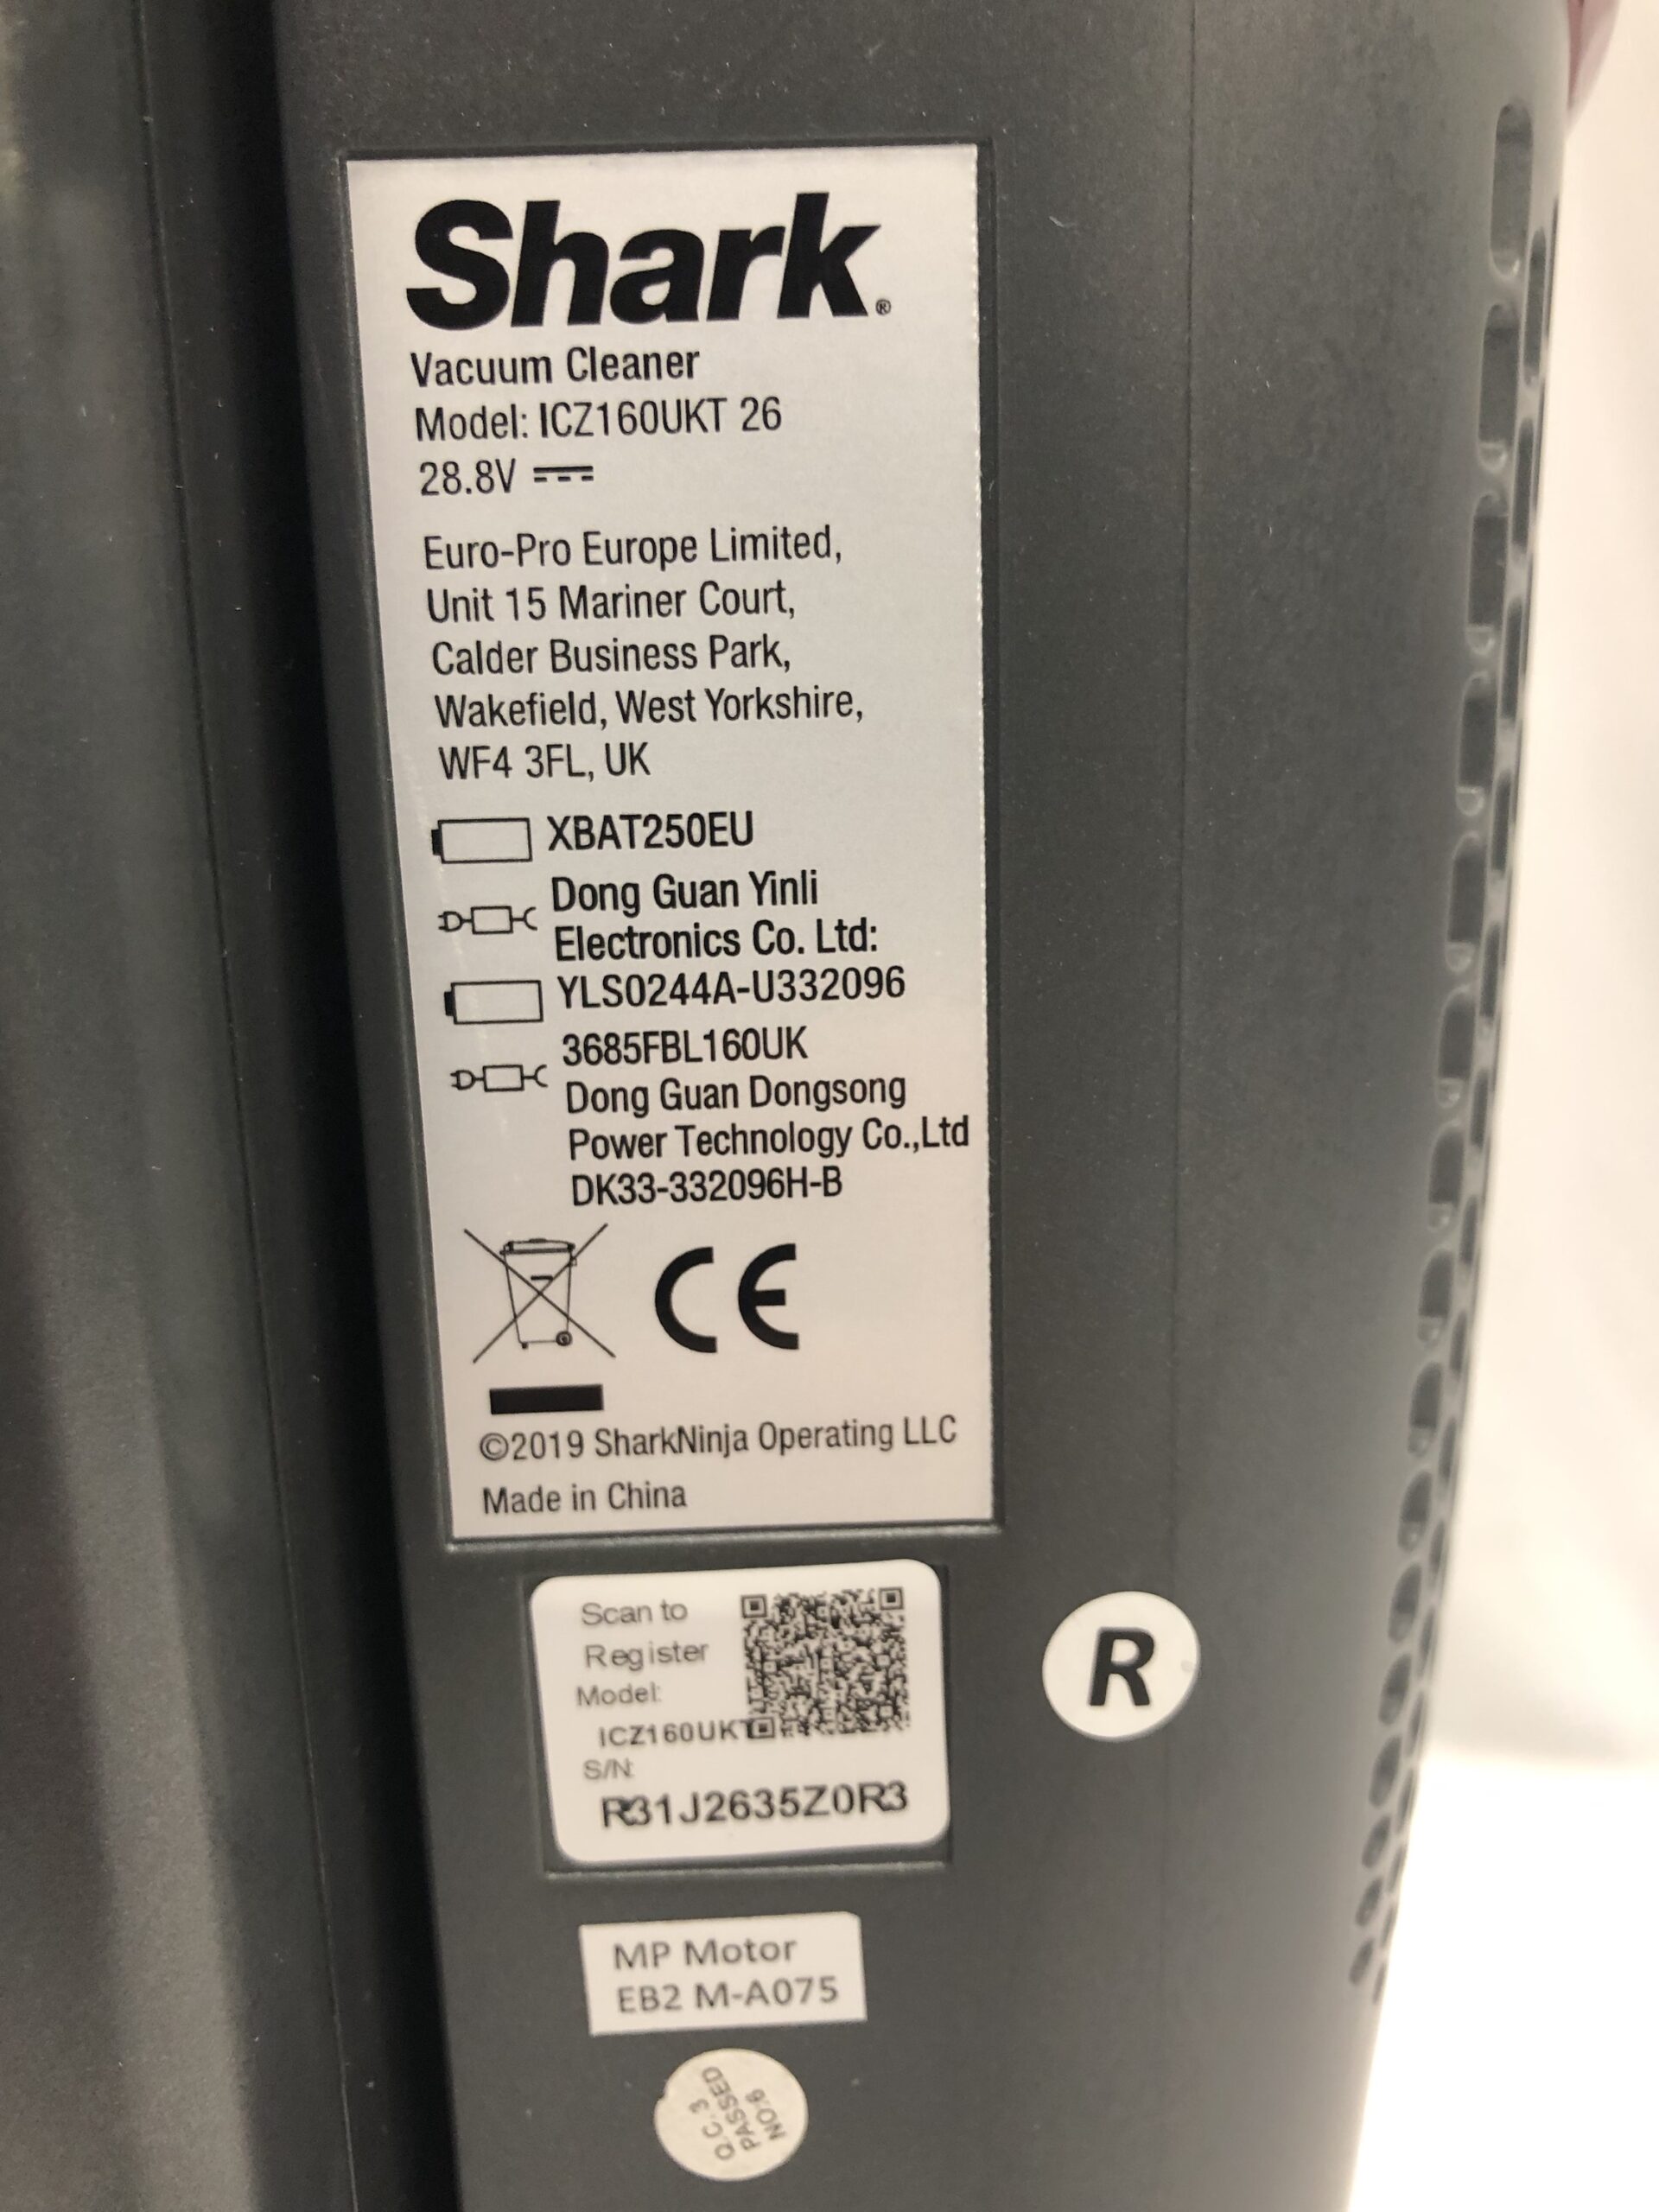 Shark®
Vacuum Cleaner
Model: ICZ160UKT 26
28.8V
Euro-Pro Europe Limited,
Unit 15 Mariner Court,
Calder Business Park,
Wakefield, West Yorkshire,
WF4 3FL, UK
XBAT250EU
Dong Guan Yinli
Electronics Co. Ltd:
YLS0244A-U332096
3685FBL160UK
Dong Guan Dongsong
Power Technology Co.,Ltd
DK33-332096H-B
CE
©2019 SharkNinja Operating LLC
Made in China
Scan to
Register
Model:
ICZ160UKT
S/N:
R31J2635Z0R3
R
MP Motor
EB2 M-A075
Q.C.3
PASSED
NO:6